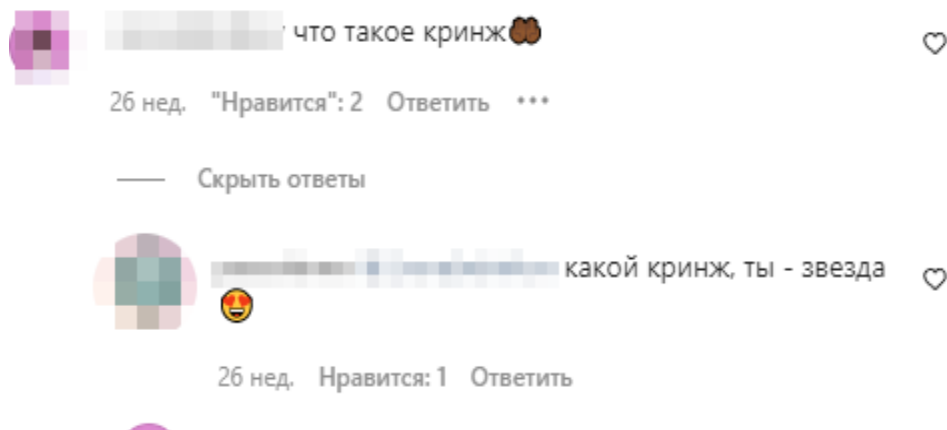 что такое кринж🤲🏿
26 нед. "Нравится": 2 Ответить •••
Скрыть ответы
какой кринж, ты - звезда
😍
26 нед. Нравится: 1 Ответить